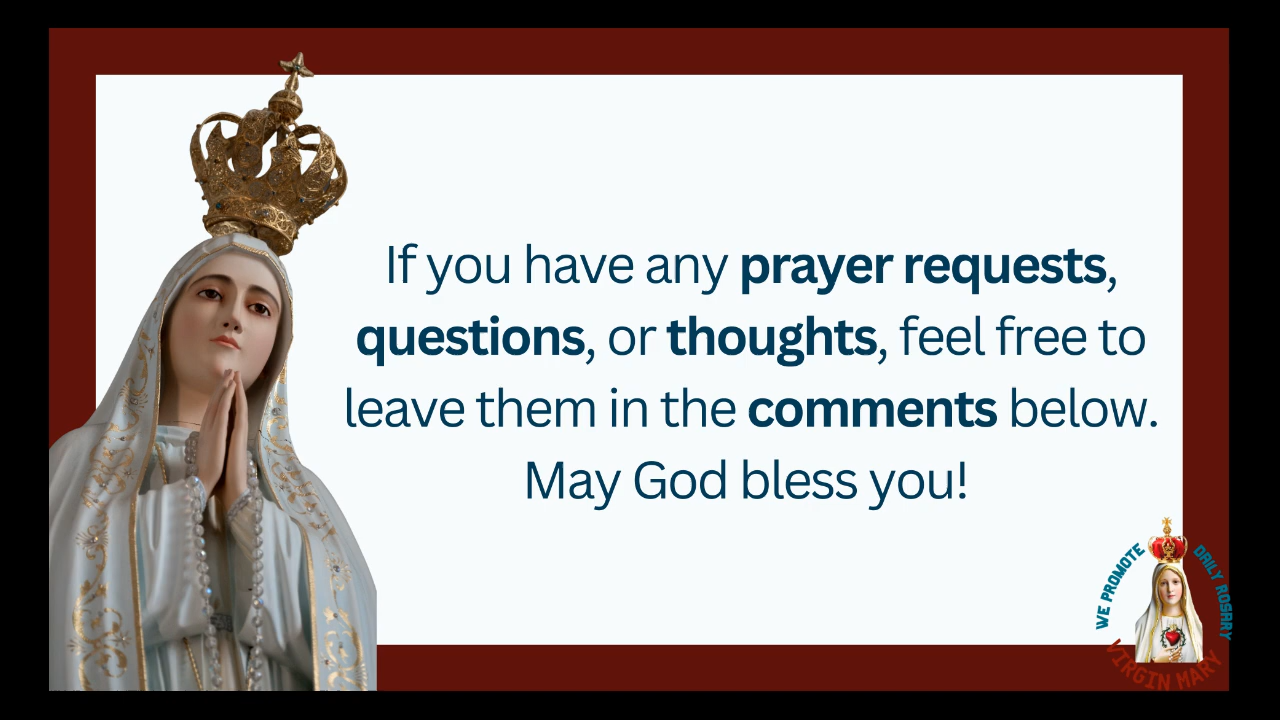 If you have any prayer requests,
questions, or thoughts, feel free to
leave them in the comments below.
May God bless you!
WE PROMOTE
DAILY ROSARY
VIRGIN MARY